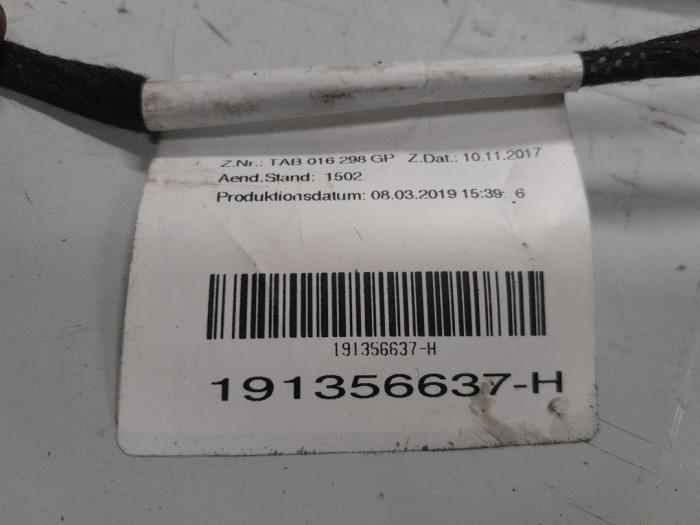 Z.Nr.: TAB 016 298 GP Z.Dat.: 10.11.2017
Aend.Stand: 1502
Produktionsdatum: 08.03.2019 15:39: 6
191356637-H
191356637-H